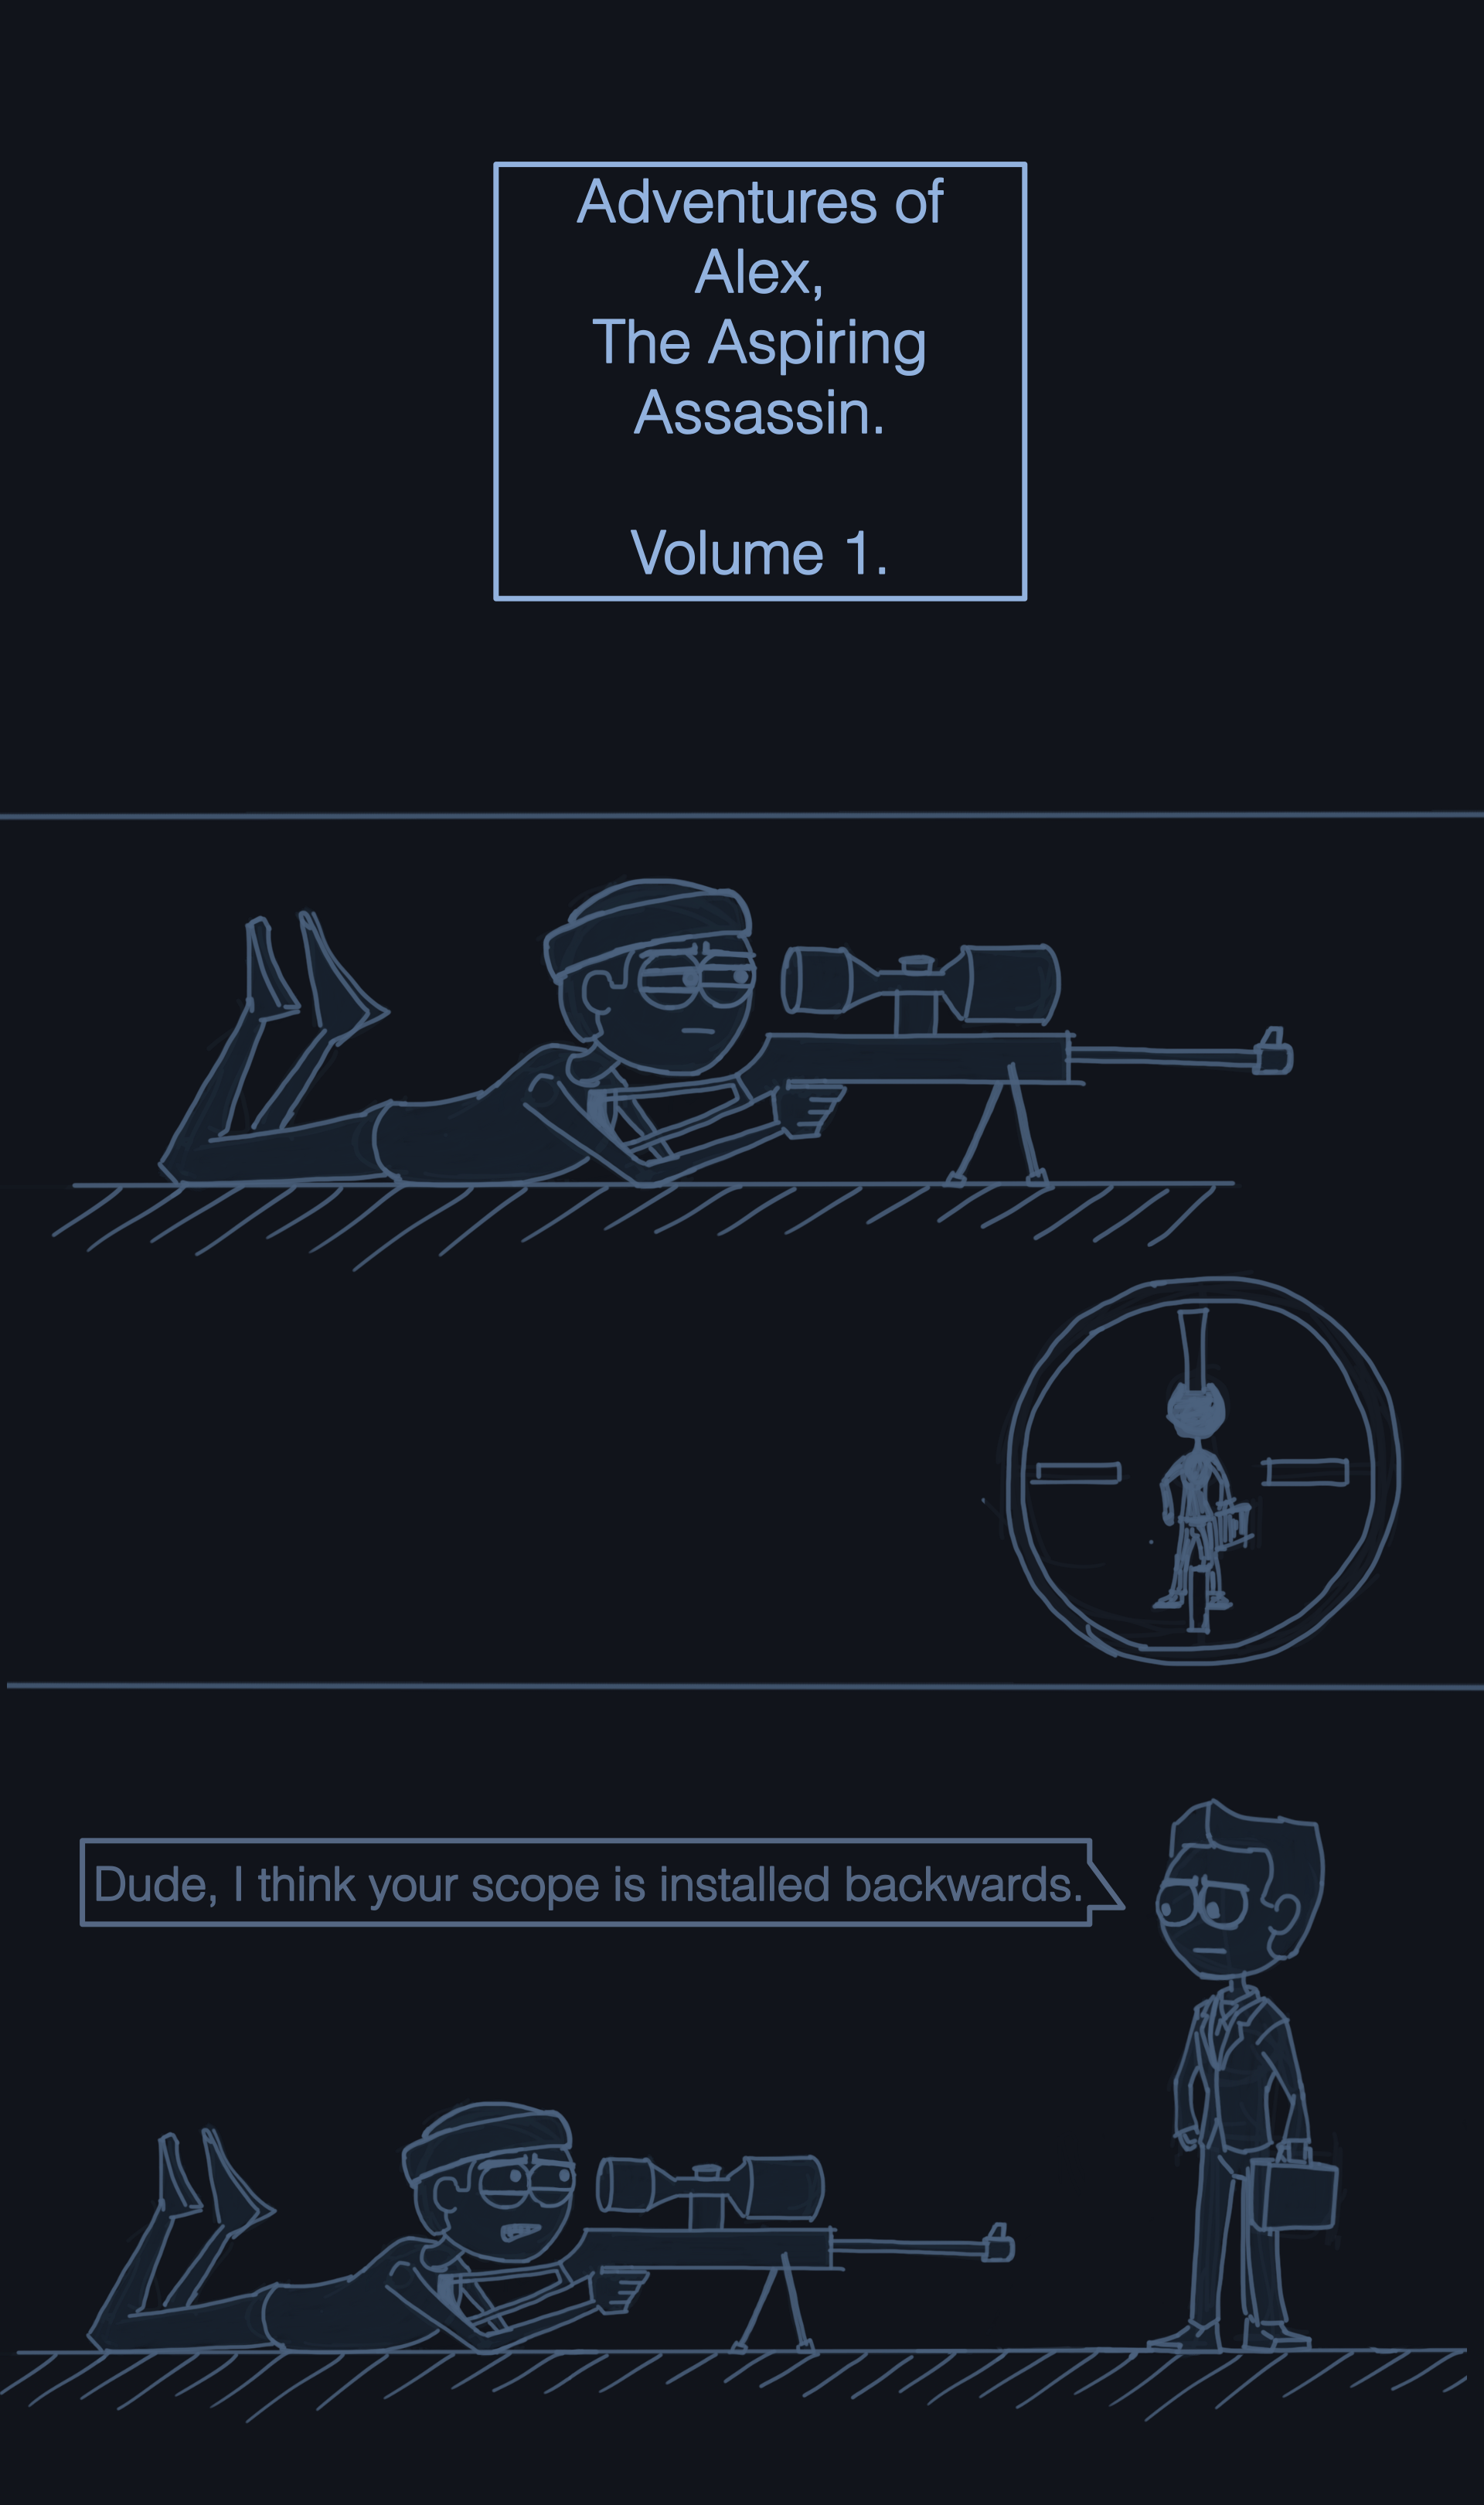 Adventures of
Alex,
The Aspiring
Assassin.
Volume 1.
Dude, I think your scope is installed backwards.